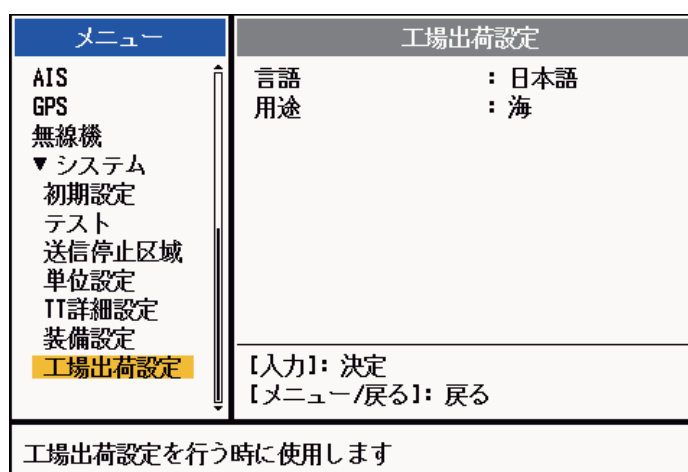 メニュー
AIS
GPS
無線機
▼システム
初期設定
テスト
送信停止区域
単位設定
TT詳細設定
装備設定
工場出荷設定
工場出荷設定
言語 : 日本語
用途 : 海
[入力]: 決定
[メニュー/戻る]: 戻る
工場出荷設定を行う時に使用します